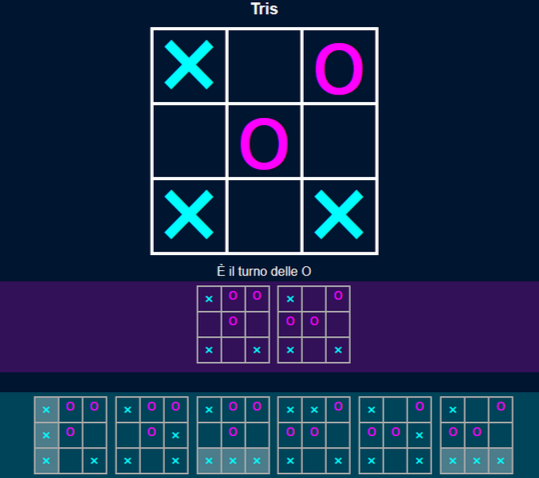 Tris
X O
O
X X
È il turno delle O
X O O X O
O O O
X X X X
X O O X O O X O O X X O X O X O
X O O X O O O O O X O O
X X X X X X X X X X X X X X